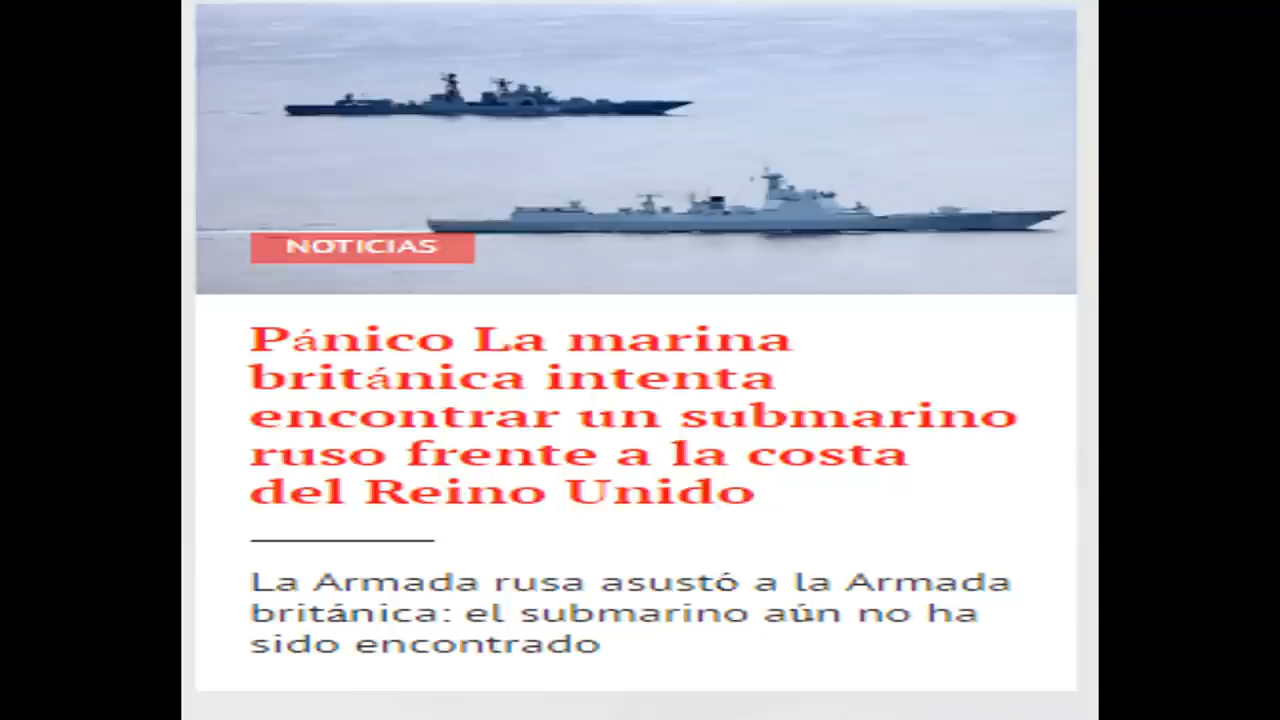 NOTICIAS
Pánico La marina
británica intenta
encontrar un submarino
ruso frente a la costa
del Reino Unido
La Armada rusa asustó a la Armada
británica: el submarino aún no ha
sido encontrado